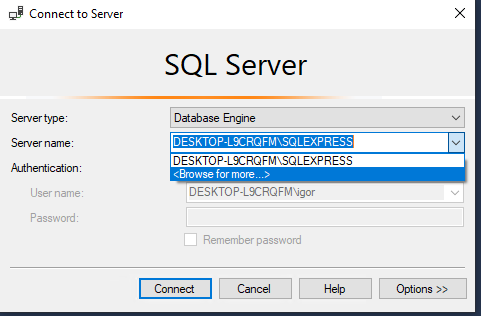 Connect to Server
SQL Server
Server type: Database Engine
Server name: DESKTOP-L9CRQFM\SQLEXPRESS
DESKTOP-L9CRQFM\SQLEXPRESS
Authentication: <Browse for more...>
User name: DESKTOP-L9CRQFM\igor
Password:
Remember password
Connect Cancel Help Options >>